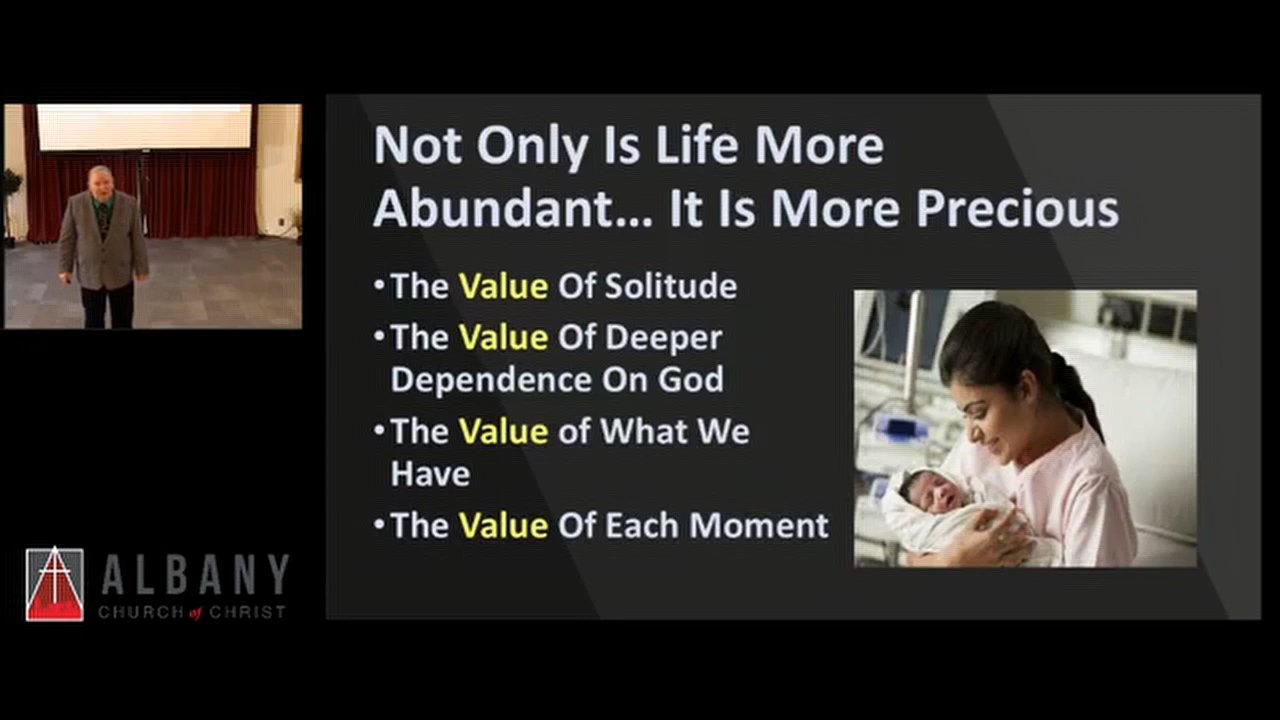 Not Only Is Life More
Abundant... It Is More Precious
•The Value Of Solitude
•The Value Of Deeper
Dependence On God
•The Value of What We
Have
•The Value Of Each Moment
ALBANY
CHURCH of CHRIST